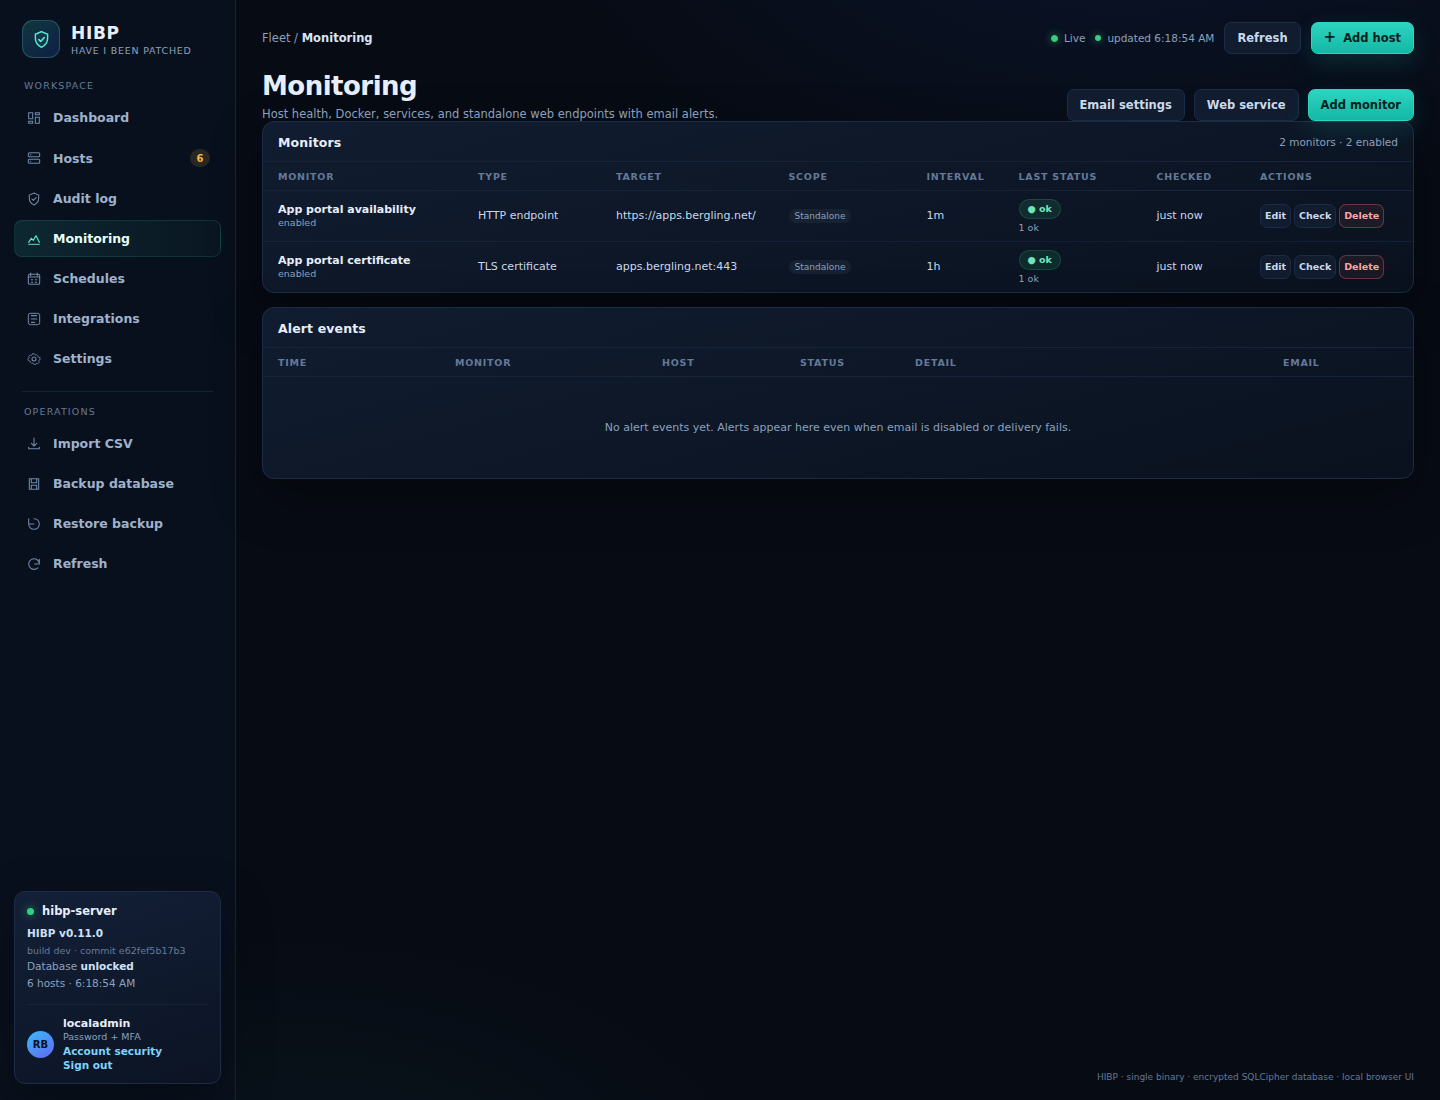 HIBP
HAVE I BEEN PATCHED
WORKSPACE
Dashboard
Hosts 6
Audit log
Monitoring
Schedules
Integrations
Settings
OPERATIONS
Import CSV
Backup database
Restore backup
Refresh
hibp-server
HIBP v0.11.0
build dev · commit e62fef5b17b3
Database unlocked
6 hosts · 6:18:54 AM
RB
localadmin
Password + MFA
Account security
Sign out
Fleet / Monitoring
Live updated 6:18:54 AM Refresh + Add host
Monitoring
Host health, Docker, services, and standalone web endpoints with email alerts.
Email settings Web service Add monitor
Monitors 2 monitors · 2 enabled
MONITOR TYPE TARGET SCOPE INTERVAL LAST STATUS CHECKED ACTIONS
App portal availability HTTP endpoint https://apps.bergling.net/ Standalone 1m ok just now Edit Check Delete
enabled 1 ok
App portal certificate TLS certificate apps.bergling.net:443 Standalone 1h ok just now Edit Check Delete
enabled 1 ok
Alert events
TIME MONITOR HOST STATUS DETAIL EMAIL
No alert events yet. Alerts appear here even when email is disabled or delivery fails.
HIBP · single binary · encrypted SQLCipher database · local browser UI